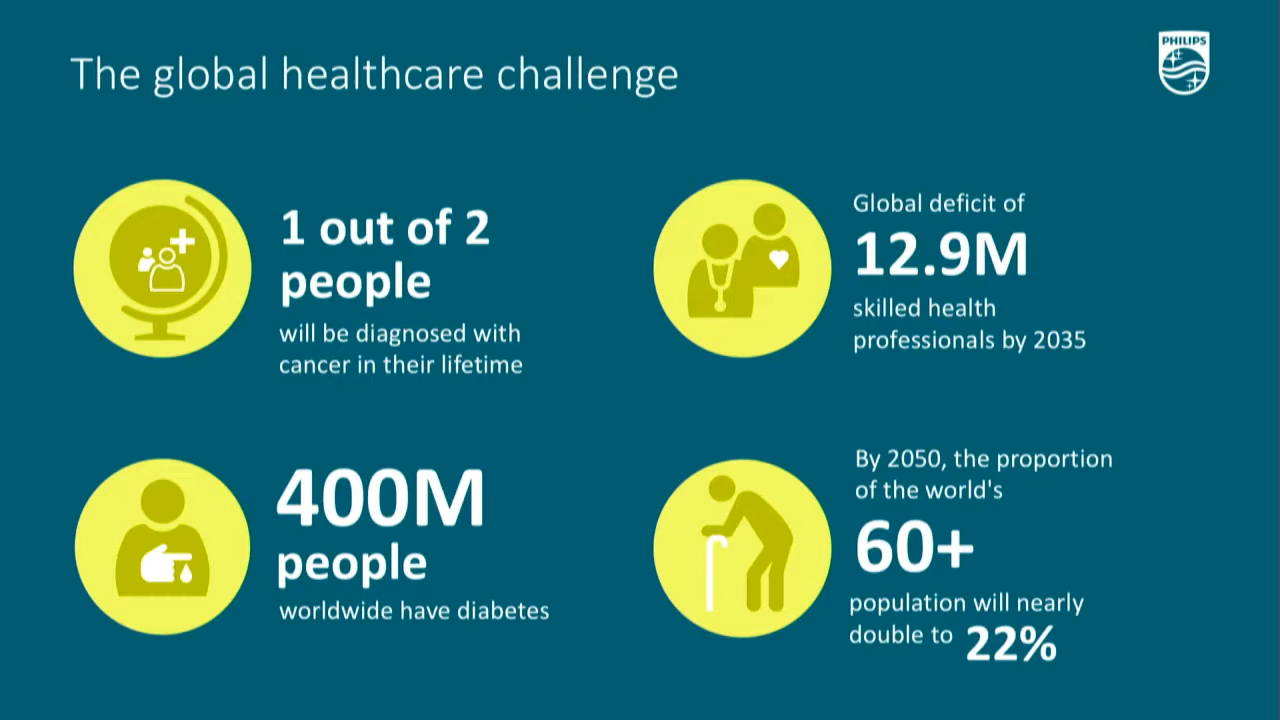 The global healthcare challenge
PHILIPS
1 out of 2
people
will be diagnosed with
cancer in their lifetime
Global deficit of
12.9M
skilled health
professionals by 2035
400M
people
worldwide have diabetes
By 2050, the proportion
of the world's
60+
population will nearly
double to 22%